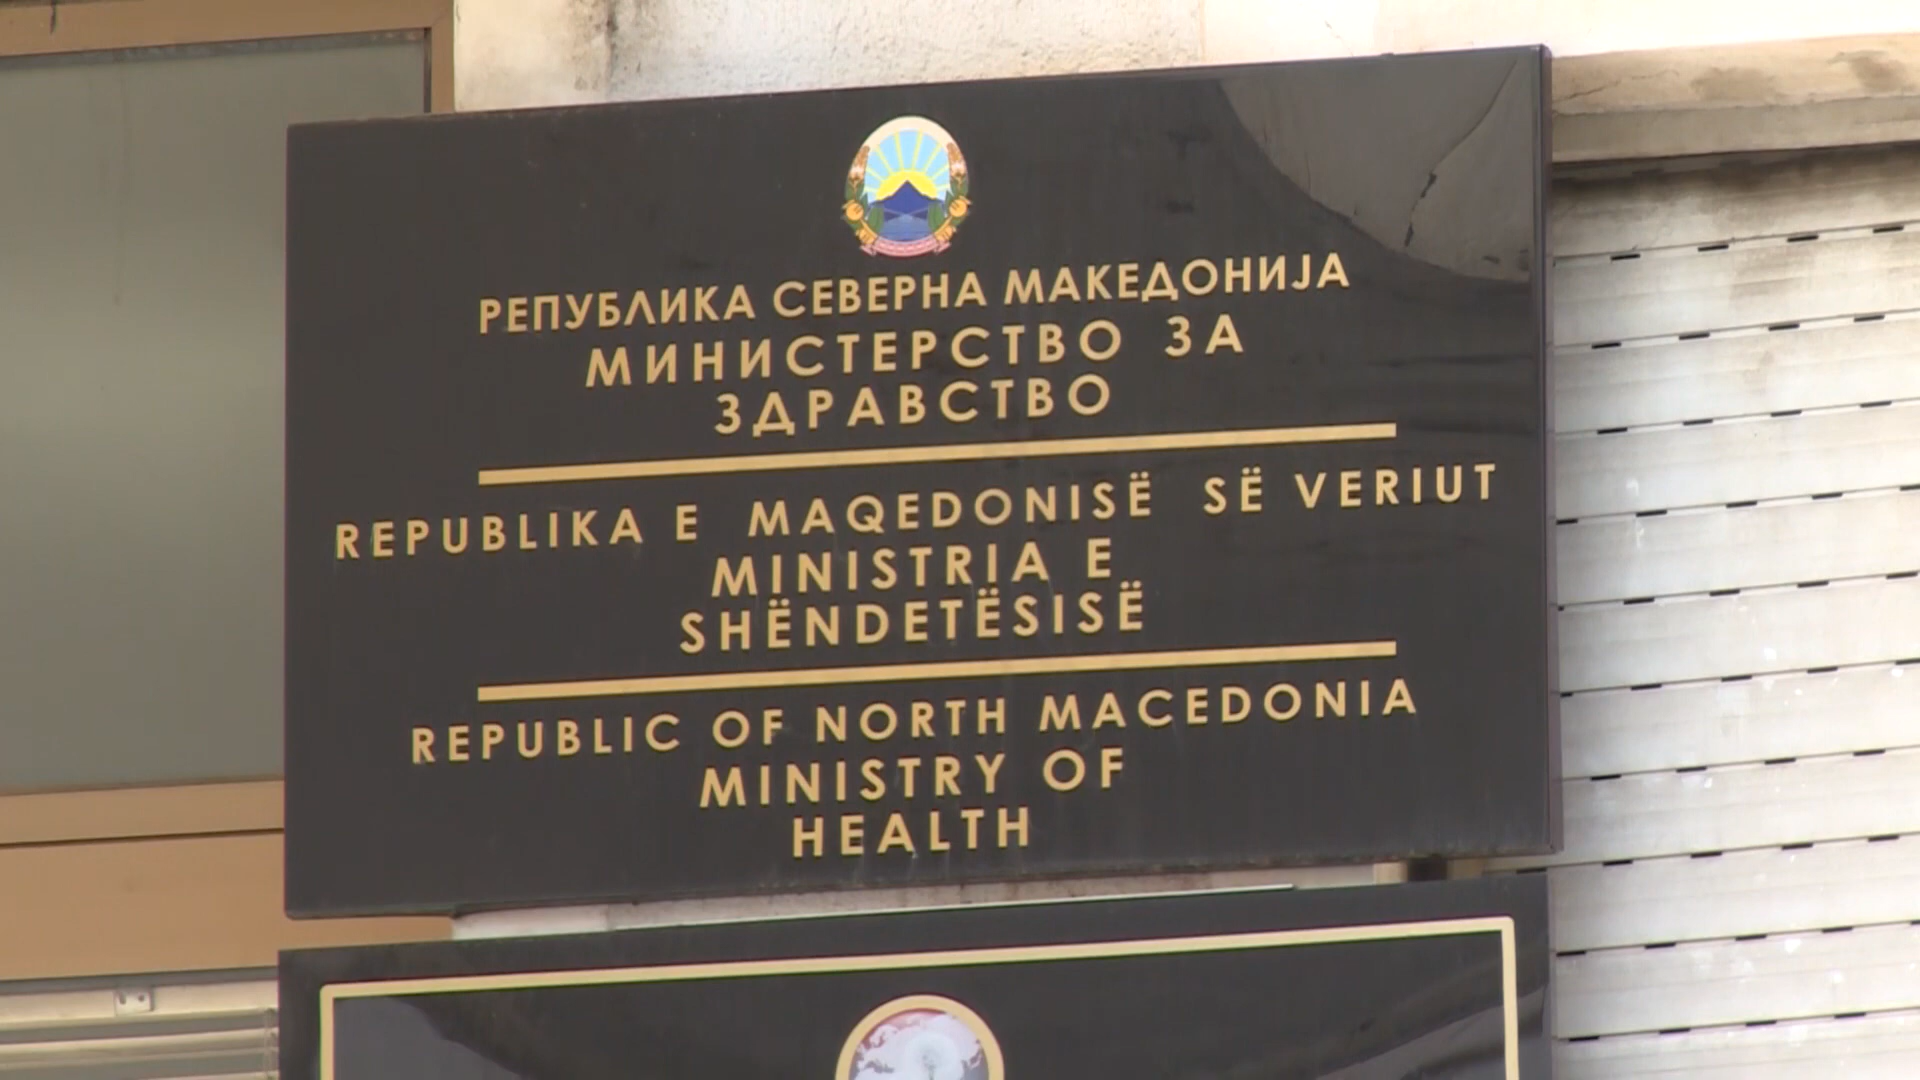 РЕПУБЛИКА СЕВЕРНА МАКЕДОНИЈА
МИНИСТЕРСТВО ЗА
ЗДРАВСТВО
REPUBLIKA E MAQEDONISË SË VERIUT
MINISTRIA E
SHËNDETËSISË
REPUBLIC OF NORTH MACEDONIA
MINISTRY OF
HEALTH